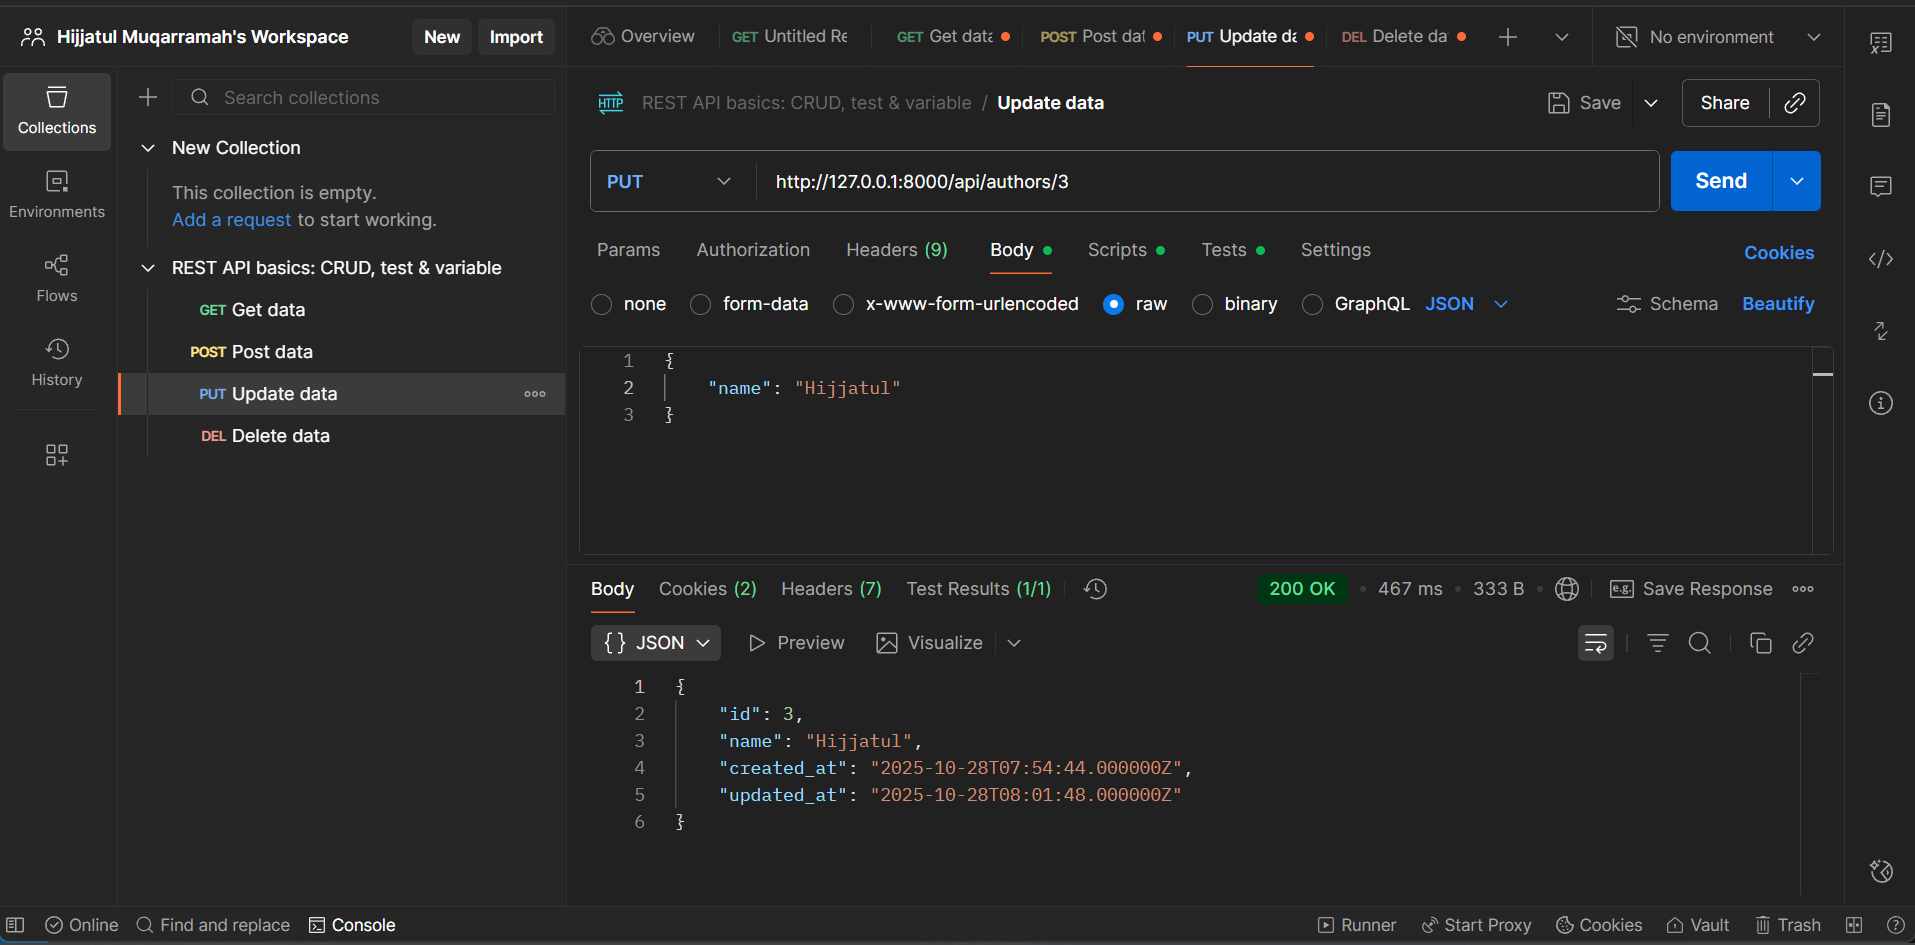 Hijjatul Muqarramah's Workspace New Import
Overview GET Untitled Re GET Get data POST Post dat PUT Update da DEL Delete da No environment
Collections
Environments
Flows
History
Search collections
New Collection
This collection is empty.
Add a request to start working.
REST API basics: CRUD, test & variable
GET Get data
POST Post data
PUT Update data
DEL Delete data
HTTP REST API basics: CRUD, test & variable / Update data Save Share
PUT http://127.0.0.1:8000/api/authors/3 Send
Params Authorization Headers (9) Body Scripts Tests Settings Cookies
none form-data x-www-form-urlencoded raw binary GraphQL JSON Schema Beautify
1 {
2 "name": "Hijjatul"
3 }
Body Cookies (2) Headers (7) Test Results (1/1) 200 OK • 467 ms • 333 B • e.g. Save Response
{} JSON Preview Visualize
1 {
2 "id": 3,
3 "name": "Hijjatul",
4 "created_at": "2025-10-28T07:54:44.000000Z",
5 "updated_at": "2025-10-28T08:01:48.000000Z"
6 }
Online Find and replace Console Runner Start Proxy Cookies Vault Trash